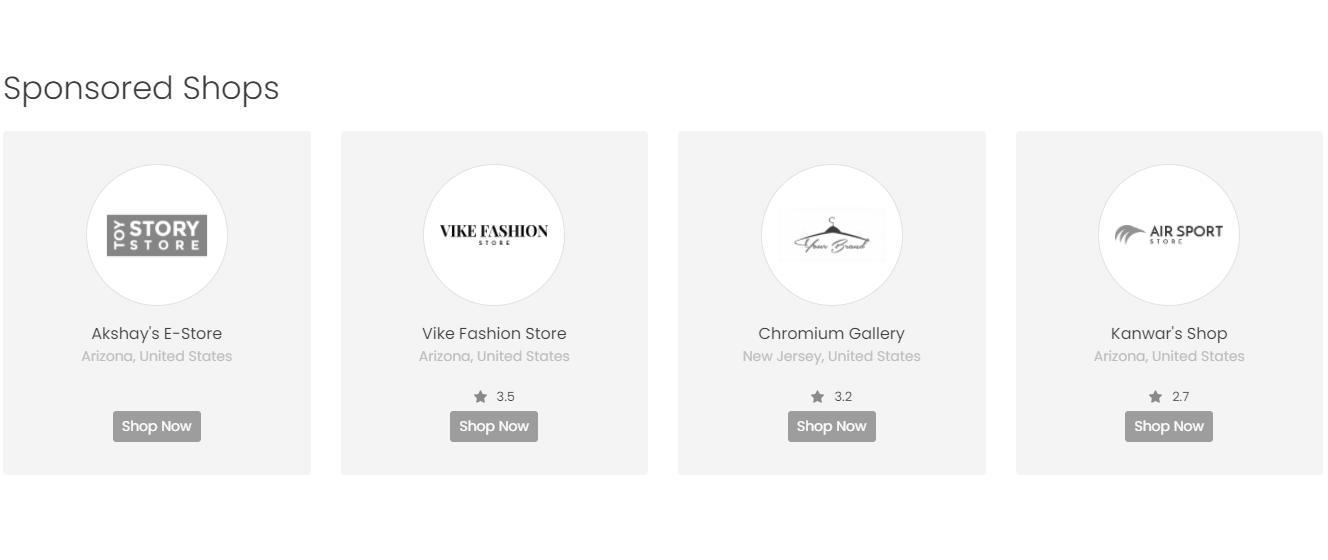 Sponsored Shops
TOY
STORY
STORE
Akshay's E-Store
Arizona, United States
Shop Now
VIKE FASHION
STORE
Vike Fashion Store
Arizona, United States
3.5
Shop Now
Your Brand
Chromium Gallery
New Jersey, United States
3.2
Shop Now
AIR SPORT
STORE
Kanwar's Shop
Arizona, United States
2.7
Shop Now